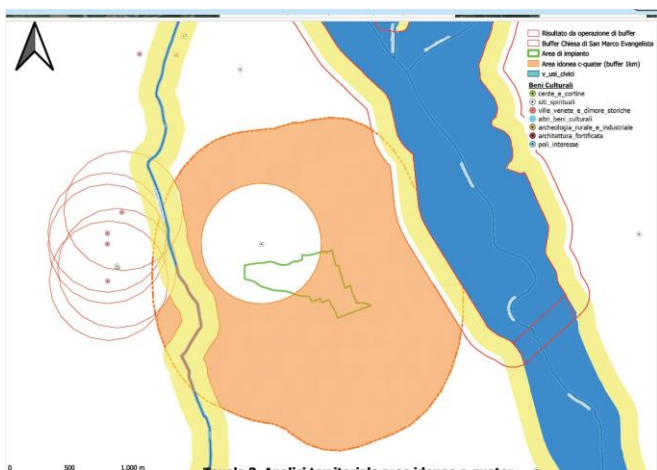 Risultato da operazione di buffer
Buffer Chiesa di San Marco Evangelista
Area di impianto
Area idonea c-quater (buffer 1km)
v_usi_civici
Beni Culturali
cente_e_cortine
siti_spirituali
ville_venete_e_dimore_storiche
altri_beni_culturali
archeologia_rurale_e_industriale
architettura_fortificata
poli_interesse
0 500 1.000 m